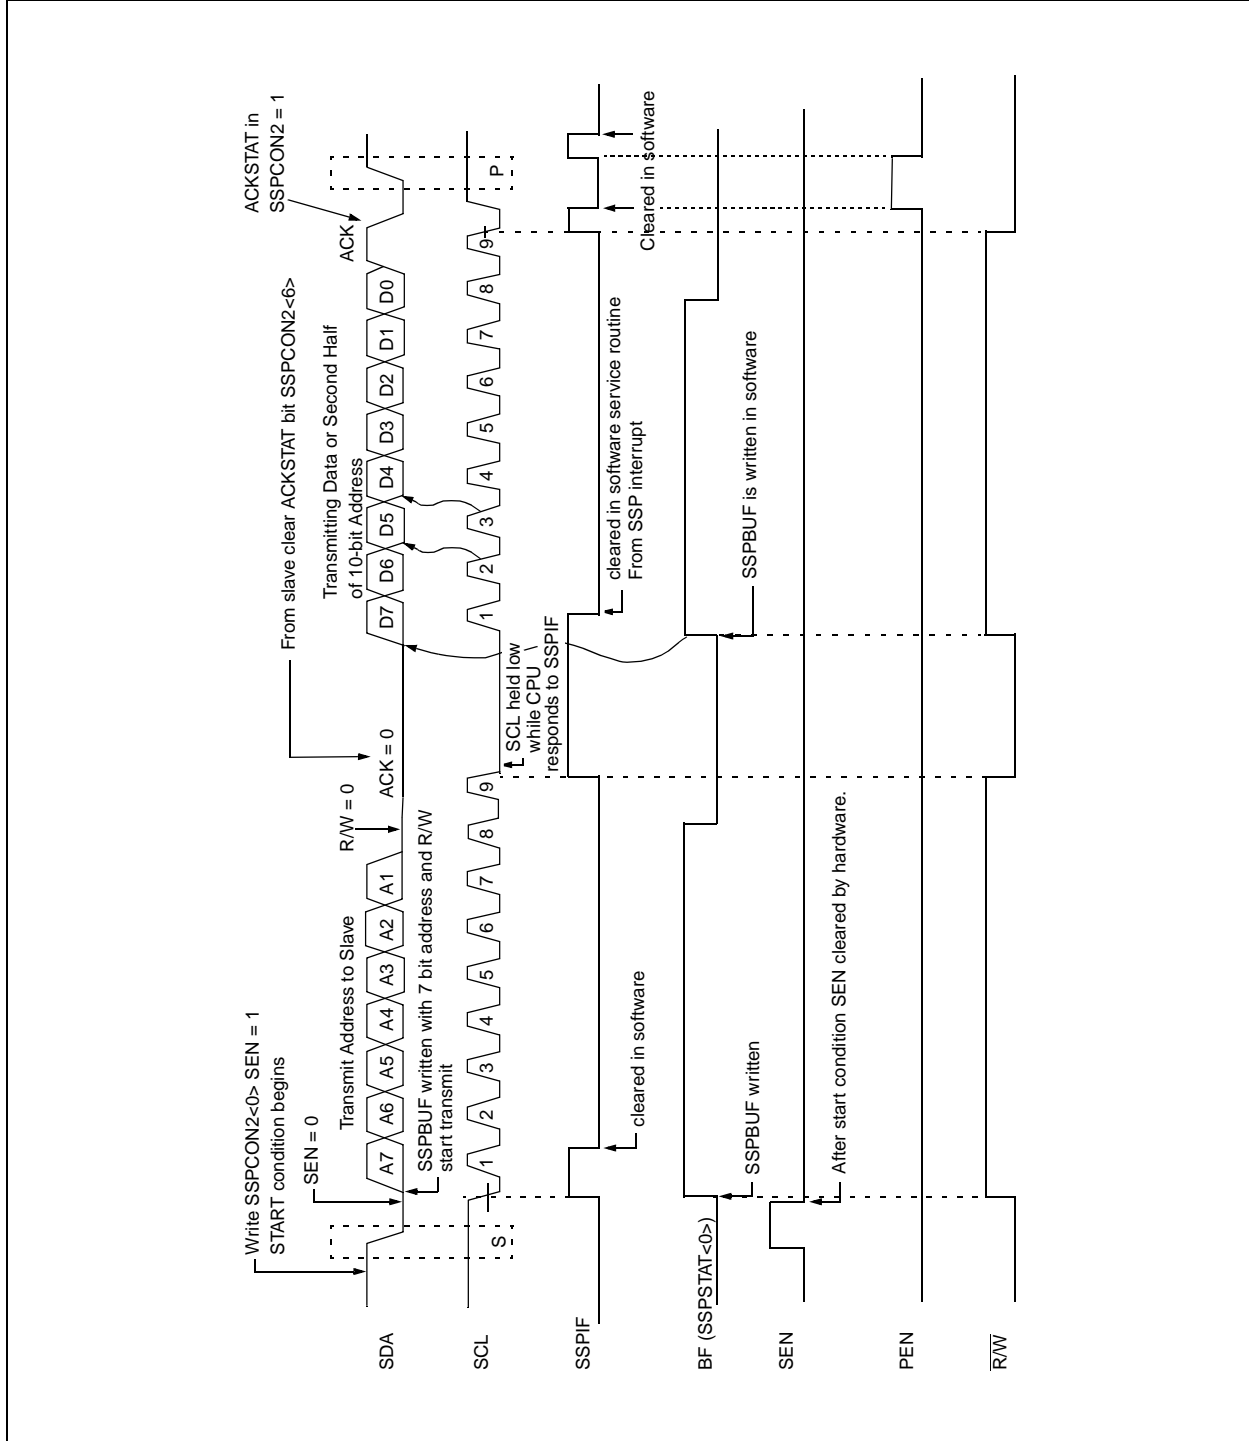 Write SSPCON2<0> SEN = 1
START condition begins
SEN = 0
From slave clear ACKSTAT bit SSPCON2<6>
ACKSTAT in
SSPCON2 = 1
Transmit Address to Slave
R/W = 0
ACK = 0
Transmitting Data or Second Half
of 10-bit Address
ACK
SDA
A7 A6 A5 A4 A3 A2 A1
D7 D6 D5 D4 D3 D2 D1 D0
SSPBUF written with 7 bit address and R/W
start transmit
SCL
S
1 2 3 4 5 6 7 8 9
1 2 3 4 5 6 7 8 9
P
SCL held low
while CPU
responds to SSPIF
SSPIF
cleared in software
cleared in software service routine
From SSP interrupt
Cleared in software
BF (SSPSTAT<0>)
SSPBUF written
SSPBUF is written in software
SEN
After start condition SEN cleared by hardware.
PEN
R/W